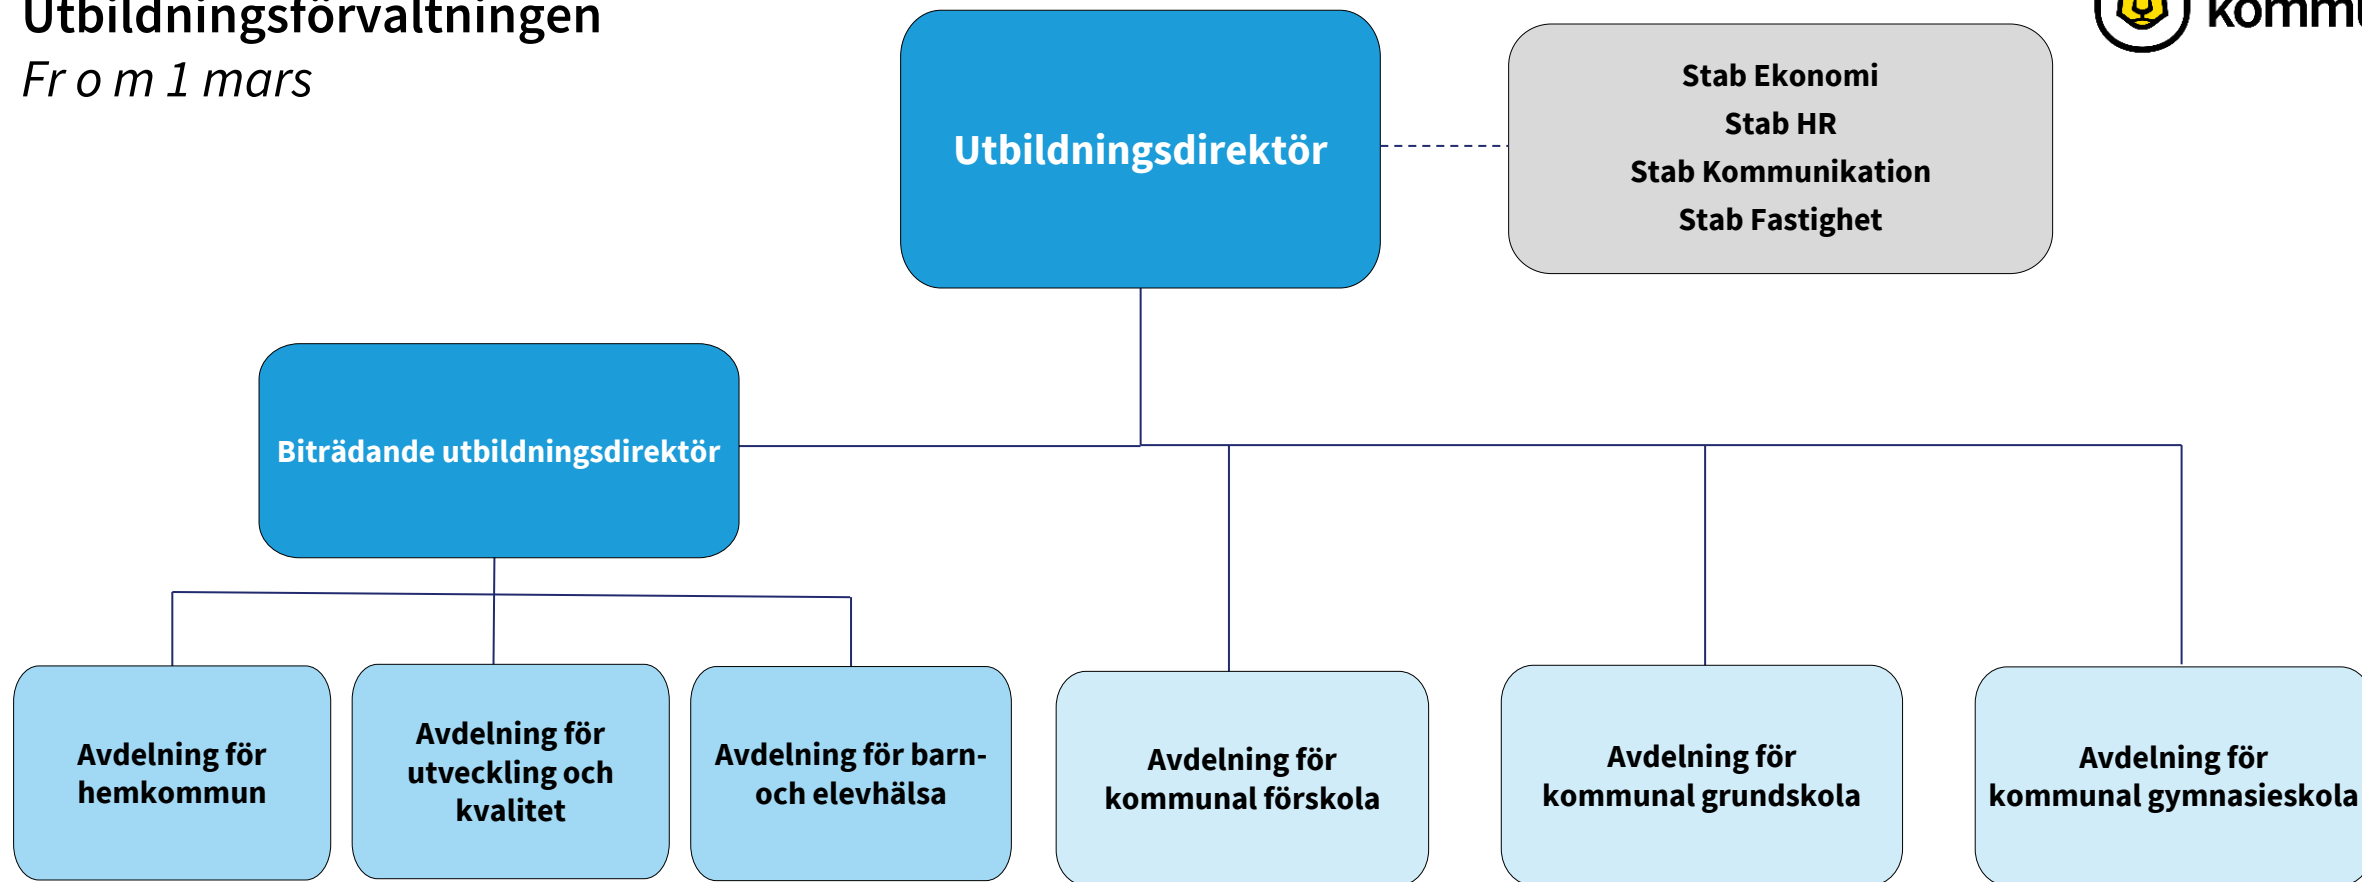 Utbildningsförvaltningen
Fr o m 1 mars
Utbildningsdirektör
Stab Ekonomi
Stab HR
Stab Kommunikation
Stab Fastighet
Biträdande utbildningsdirektör
Avdelning för
hemkommun
Avdelning för
utveckling och
kvalitet
Avdelning för barn-
och elevhälsa
Avdelning för
kommunal förskola
Avdelning för
kommunal grundskola
Avdelning för
kommunal gymnasieskola